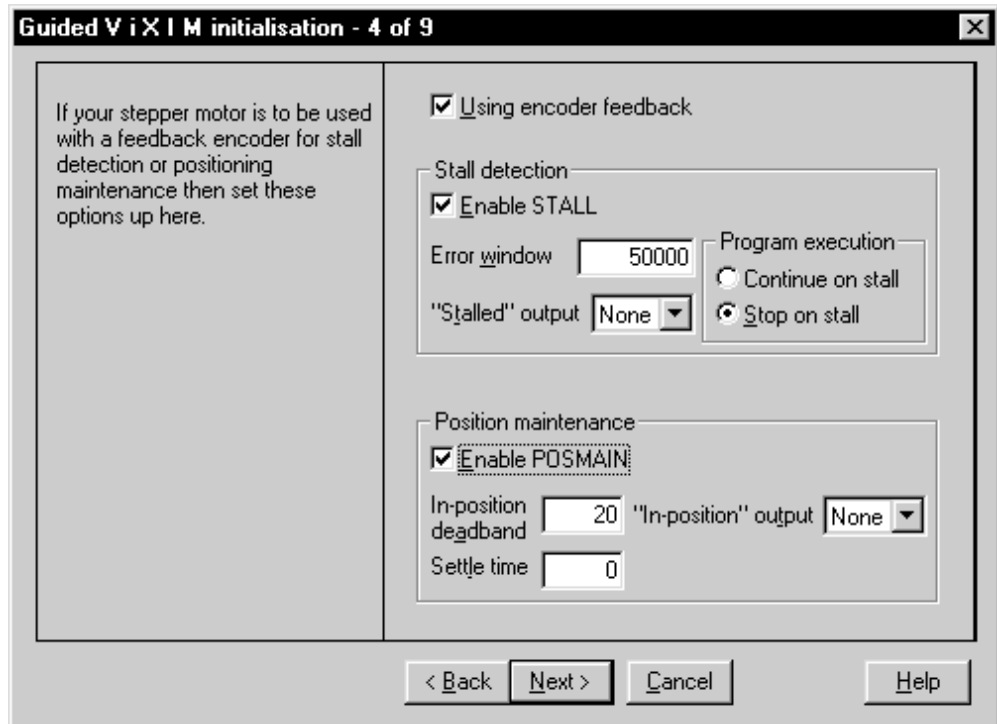 Guided V i X I M initialisation - 4 of 9
If your stepper motor is to be used
with a feedback encoder for stall
detection or positioning
maintenance then set these
options up here.
Using encoder feedback
Stall detection
Enable STALL
Error window 50000
"Stalled" output None
Program execution
Continue on stall
Stop on stall
Position maintenance
Enable POSMAIN
In-position
deadband 20 "In-position" output None
Settle time 0
< Back Next > Cancel Help